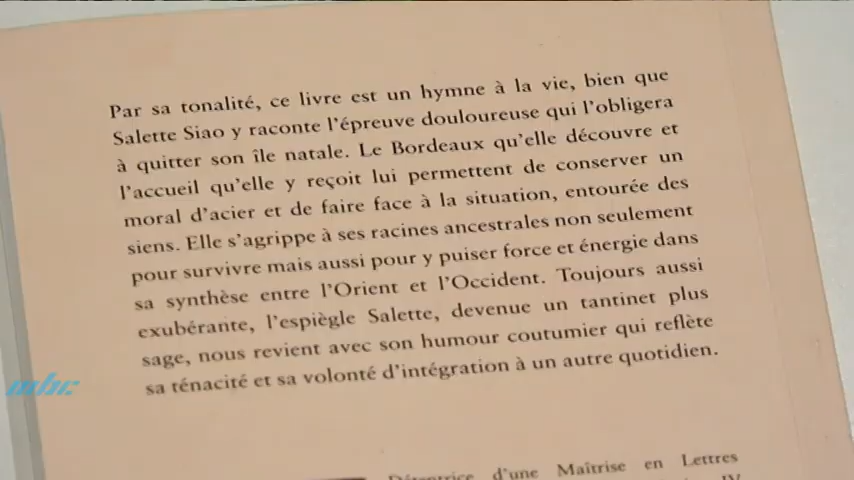 Par sa tonalité, ce livre est un hymne à la vie, bien que
Salette Siao y raconte l'épreuve douloureuse qui l'obligera
à quitter son île natale. Le Bordeaux qu'elle découvre et
l'accueil qu'elle y reçoit lui permettent de conserver un
moral d'acier et de faire face à la situation, entourée des
siens. Elle s'agrippe à ses racines ancestrales non seulement
pour survivre mais aussi pour y puiser force et énergie dans
sa synthèse entre l'Orient et l'Occident. Toujours aussi
exubérante, l'espiègle Salette, devenue un tantinet plus
sage, nous revient avec son humour coutumier qui reflète
sa ténacité et sa volonté d'intégration à un autre quotidien.
mbc
Détentrice d'une Maîtrise en Lettres
IV